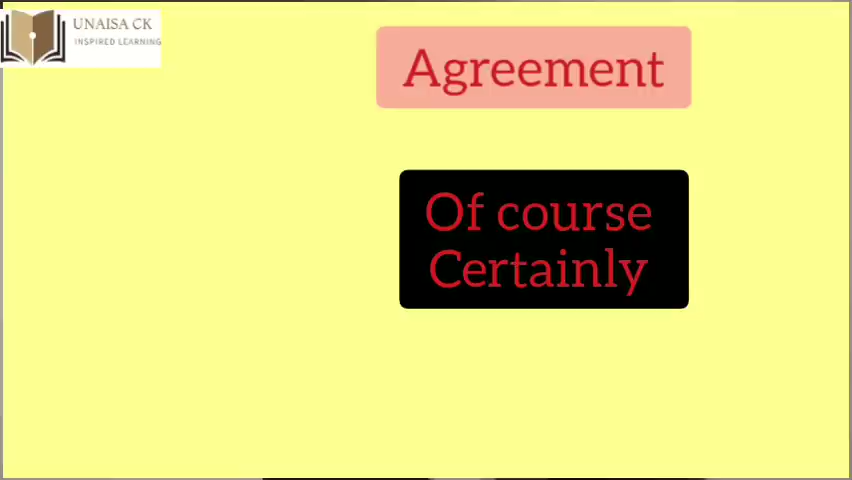 UNAISA CK
INSPIRED LEARNING
Agreement
Of course
Certainly